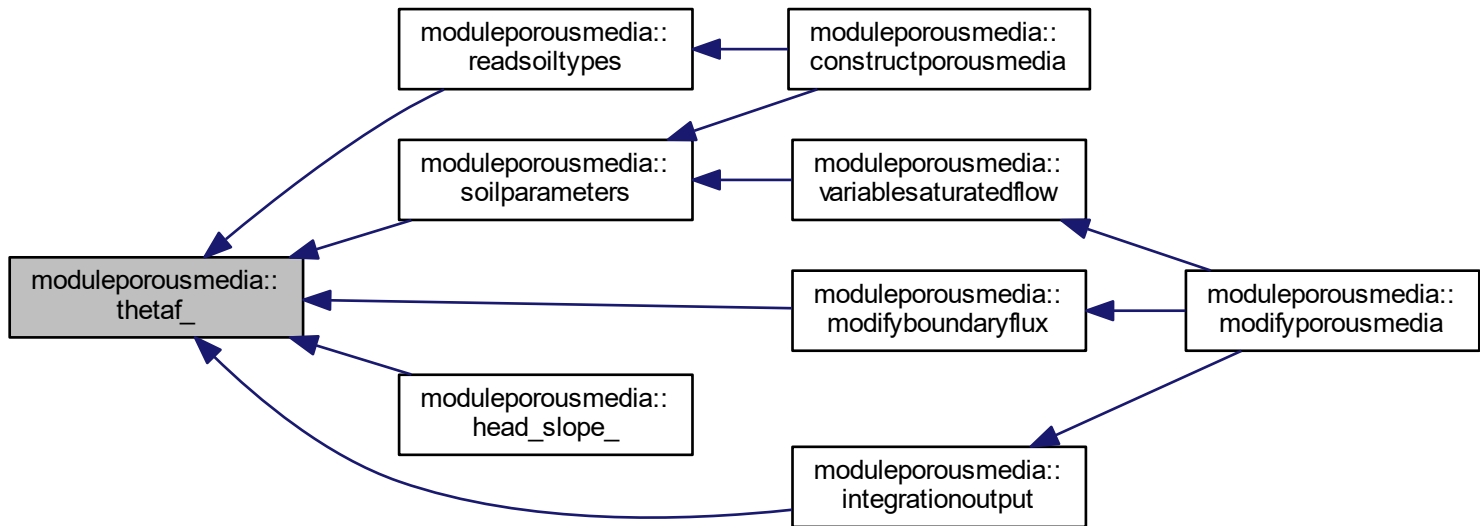 moduleporousmedia::
readsoiltypes
moduleporousmedia::
constructporousmedia
moduleporousmedia::
soilparameters
moduleporousmedia::
variablesaturatedflow
moduleporousmedia::
thetaf_
moduleporousmedia::
modifyboundaryflux
moduleporousmedia::
modifyporousmedia
moduleporousmedia::
head_slope_
moduleporousmedia::
integrationoutput